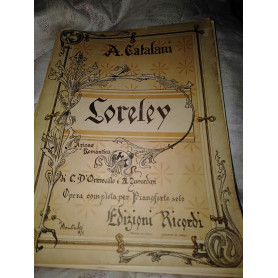 A. Catalani
Loreley
Azione
Romantica
di C. D'Ormeville e A. Zanardini
Opera completa per Pianoforte solo
Edizioni Ricordi